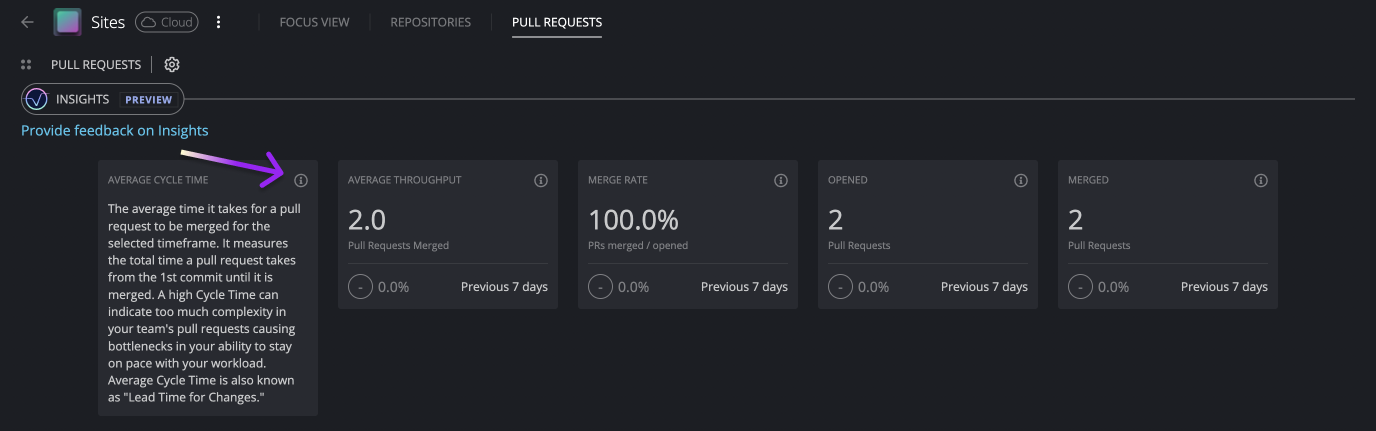 Sites Cloud FOCUS VIEW REPOSITORIES PULL REQUESTS
PULL REQUESTS
INSIGHTS PREVIEW
Provide feedback on Insights
AVERAGE CYCLE TIME
The average time it takes for a pull
request to be merged for the
selected timeframe. It measures
the total time a pull request takes
from the 1st commit until it is
merged. A high Cycle Time can
indicate too much complexity in
your team's pull requests causing
bottlenecks in your ability to stay
on pace with your workload.
Average Cycle Time is also known
as "Lead Time for Changes."
AVERAGE THROUGHPUT
2.0
Pull Requests Merged
- 0.0% Previous 7 days
MERGE RATE
100.0%
PRs merged / opened
- 0.0% Previous 7 days
OPENED
2
Pull Requests
- 0.0% Previous 7 days
MERGED
2
Pull Requests
- 0.0% Previous 7 days